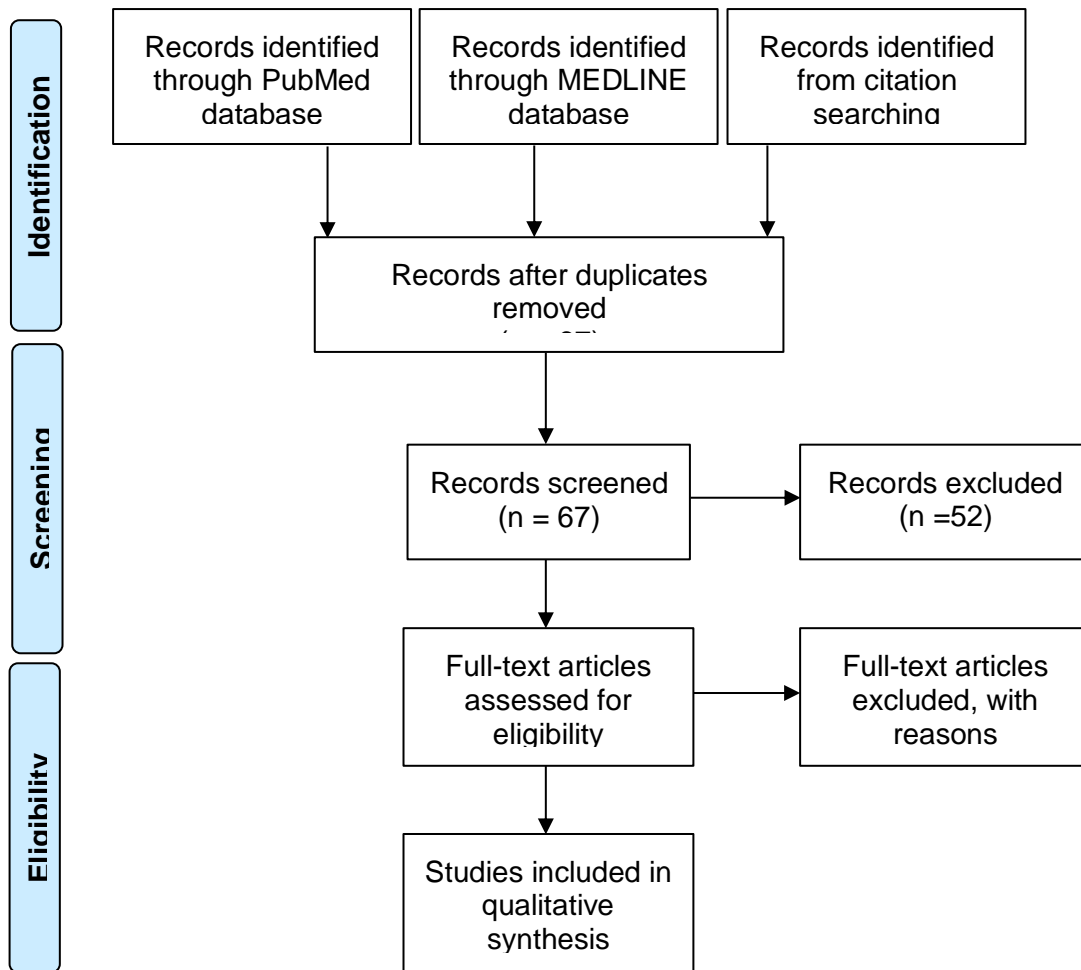 Identification
Records identified
through PubMed
database
Records identified
through MEDLINE
database
Records identified
from citation
searching
Records after duplicates
removed
Screening
Records screened
(n = 67)
Records excluded
(n =52)
Eligibility
Full-text articles
assessed for
eligibility
Full-text articles
excluded, with
reasons
Studies included in
qualitative
synthesis